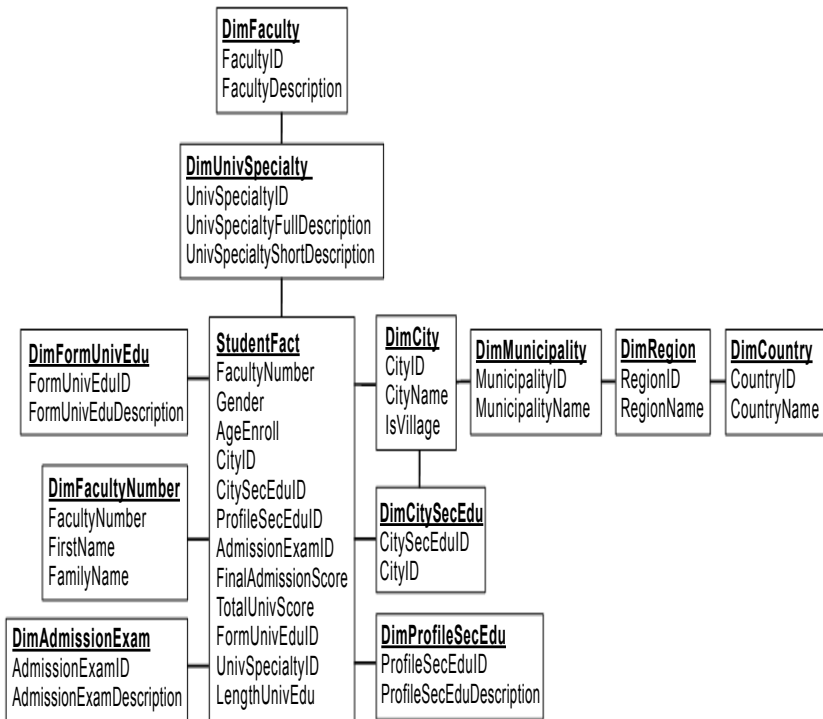 DimFaculty
FacultyID
FacultyDescription
DimUnivSpecialty
UnivSpecialtyID
UnivSpecialtyFullDescription
UnivSpecialtyShortDescription
DimFormUnivEdu
FormUnivEduID
FormUnivEduDescription
DimFacultyNumber
FacultyNumber
FirstName
FamilyName
DimAdmissionExam
AdmissionExamID
AdmissionExamDescription
StudentFact
FacultyNumber
Gender
AgeEnroll
CityID
CitySecEduID
ProfileSecEduID
AdmissionExamID
FinalAdmissionScore
TotalUnivScore
FormUnivEduID
UnivSpecialtyID
LengthUnivEdu
DimCity
CityID
CityName
IsVillage
DimMunicipality
MunicipalityID
MunicipalityName
DimRegion
RegionID
RegionName
DimCountry
CountryID
CountryName
DimCitySecEdu
CitySecEduID
CityID
DimProfileSecEdu
ProfileSecEduID
ProfileSecEduDescription